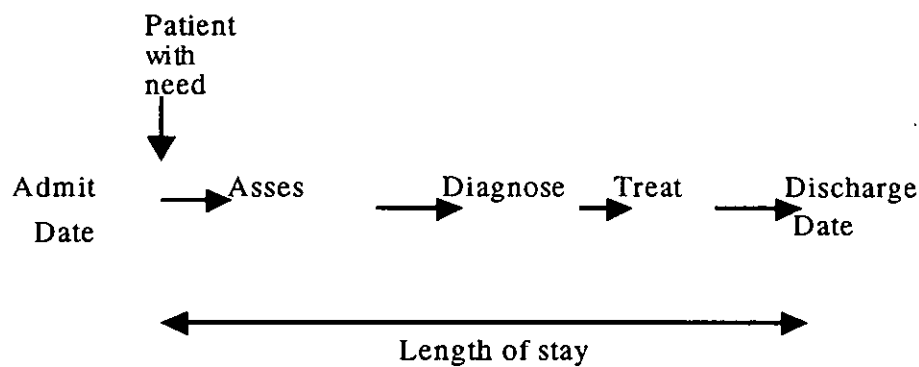 Patient
with
need
Admit
Date
Asses
Diagnose
Treat
Discharge
Date
Length of stay